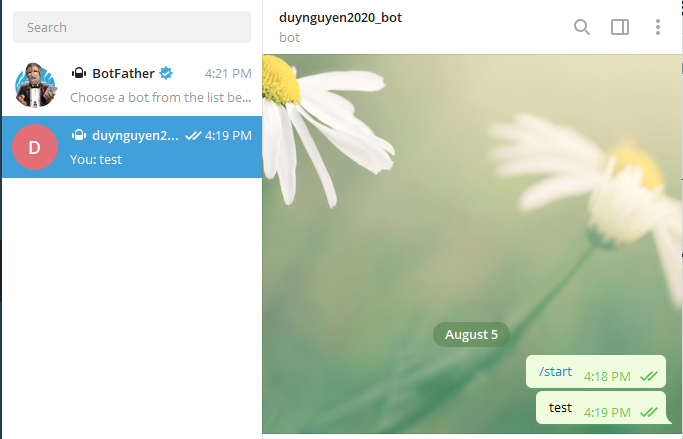 Search
BotFather 4:21 PM
Choose a bot from the list be...
D
duynguyen2... 4:19 PM
You: test
duynguyen2020_bot
bot
August 5
/start 4:18 PM
test 4:19 PM